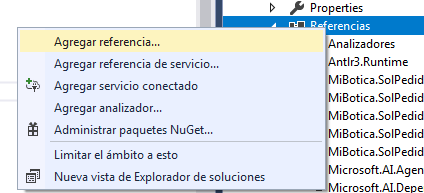 Agregar referencia...
Agregar referencia de servicio...
Agregar servicio conectado
Agregar analizador...
Administrar paquetes NuGet...
Limitar el ámbito a esto
Nueva vista de Explorador de soluciones
Properties
Referencias
Analizadores
Antlr3.Runtime
MiBotica.SolPedid
MiBotica.SolPedid
MiBotica.SolPedid
MiBotica.SolPedid
MiBotica.SolPedid
Microsoft.AI.Agen
Microsoft.AI.Depe